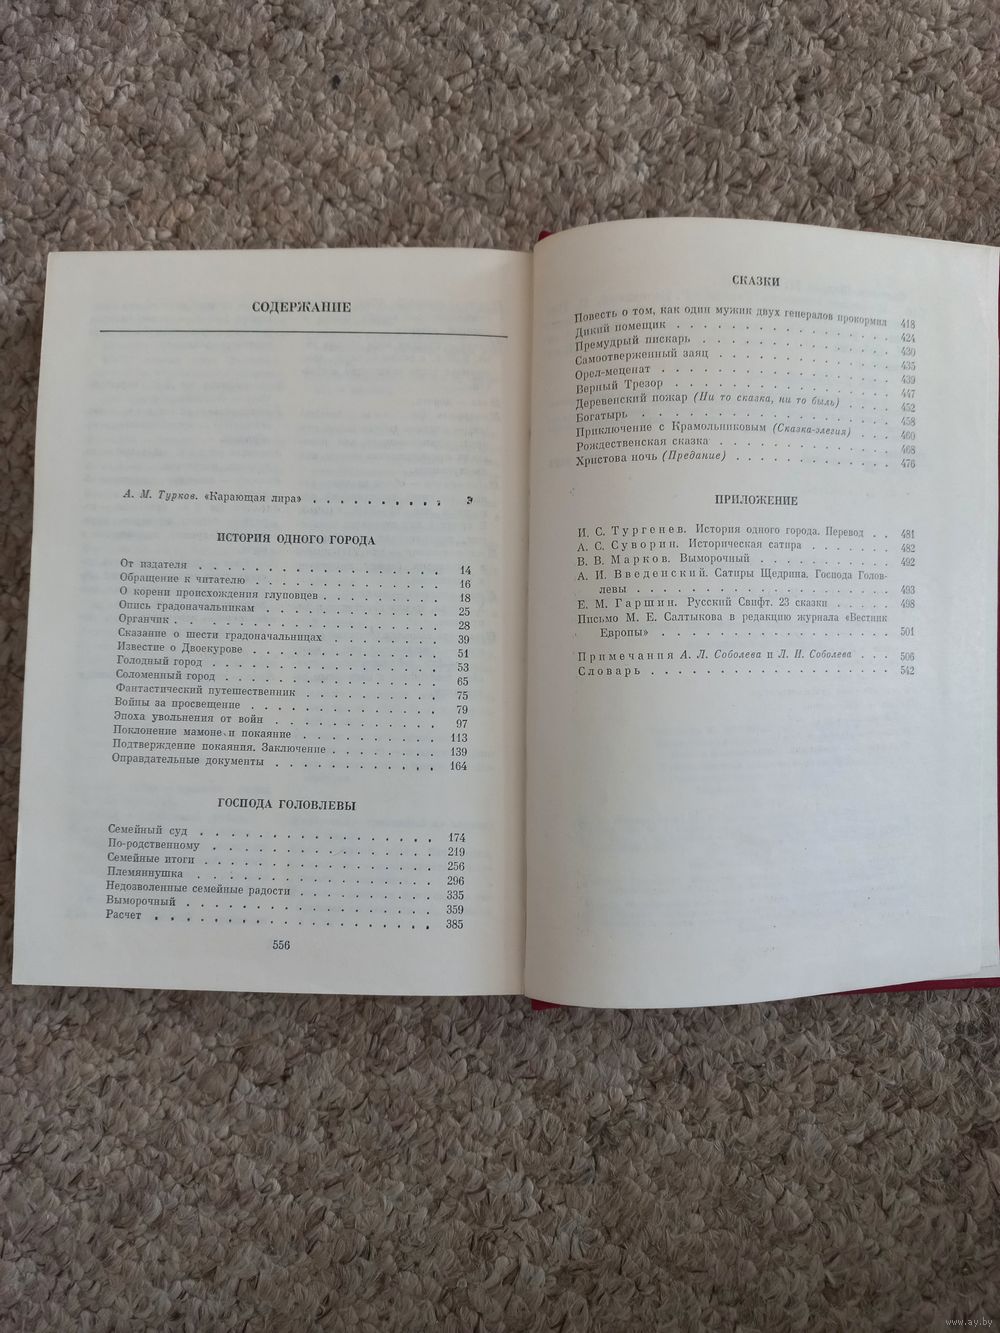 СОДЕРЖАНИЕ
А. М. Турков. «Карающая лира» . . . . . . . . . 3
ИСТОРИЯ ОДНОГО ГОРОДА
От издателя . . . . . . . . . . . . . . . . . 14
Обращение к читателю . . . . . . . . . . . . . 16
О корени происхождения глуповцев . . . . . . . . 18
Опись градоначальникам . . . . . . . . . . . . 25
Органчик . . . . . . . . . . . . . . . . . . 28
Сказание о шести градоначальницах . . . . . . . 39
Известие о Двоекурове . . . . . . . . . . . . . 51
Голодный город . . . . . . . . . . . . . . . . 53
Соломенный город . . . . . . . . . . . . . . . 65
Фантастический путешественник . . . . . . . . . 75
Войны за просвещение . . . . . . . . . . . . . 79
Эпоха увольнения от войн . . . . . . . . . . . 97
Поклонение мамоне и покаяние . . . . . . . . . . 113
Подтверждение покаяния. Заключение . . . . . . . 139
Оправдательные документы . . . . . . . . . . . 164
ГОСПОДА ГОЛОВЛЕВЫ
Семейный суд . . . . . . . . . . . . . . . . 174
По-родственному . . . . . . . . . . . . . . . 219
Семейные итоги . . . . . . . . . . . . . . . . 256
Племяннушка . . . . . . . . . . . . . . . . . 296
Недозволенные семейные радости . . . . . . . . . 335
Выморочный . . . . . . . . . . . . . . . . . 359
Расчет . . . . . . . . . . . . . . . . . . . 385
556
СКАЗКИ
Повесть о том, как один мужик двух генералов прокормил 418
Дикий помещик . . . . . . . . . . . . . . . . 424
Премудрый пискарь . . . . . . . . . . . . . . 430
Самоотверженный заяц . . . . . . . . . . . . . 435
Орел-меценат . . . . . . . . . . . . . . . . . 439
Верный Трезор . . . . . . . . . . . . . . . . 447
Деревенский пожар (Ни то сказка, ни то быль) . . . 452
Богатырь . . . . . . . . . . . . . . . . . . 458
Приключение с Крамольниковым (Сказка-элегия) . . . 460
Рождественская сказка . . . . . . . . . . . . . 468
Христова ночь (Предание) . . . . . . . . . . . . 476
ПРИЛОЖЕНИЕ
И. С. Тургенев. История одного города. Перевод . . 481
А. С. Суворин. Историческая сатира . . . . . . . 482
В. В. Марков. Выморочный . . . . . . . . . . . 492
А. И. Введенский. Сатиры Щедрина. Господа Голов-
левы . . . . . . . . . . . . . . . . . . . 493
Е. М. Гаршин. Русский Свифт. 23 сказки . . . . . 498
Письмо М. Е. Салтыкова в редакцию журнала «Вестник
Европы» . . . . . . . . . . . . . . . . . . 501
Примечания А. Л. Соболева и Л. И. Соболева . . . 506
Словарь . . . . . . . . . . . . . . . . . . 542
www.ay.by